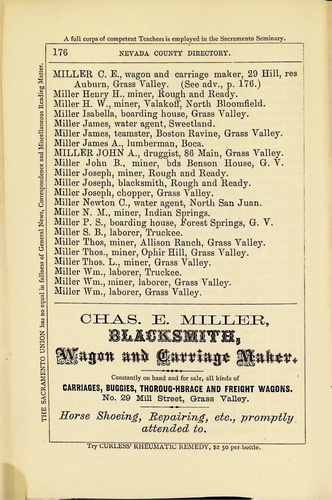 A full corps of competent Teachers is employed in the Sacramento Seminary.
176 NEVADA COUNTY DIRECTORY.
MILLER C. E., wagon and carriage maker, 29 Hill, res
Auburn, Grass Valley. (See adv., p. 176.)
Miller Henry H., miner, Rough and Ready.
Miller H. W., miner, Valakoff, North Bloomfield.
Miller Isabella, boarding house, Grass Valley.
Miller James, water agent, Sweetland.
Miller James, teamster, Boston Ravine, Grass Valley.
Miller James A., lumberman, Boca.
MILLER JOHN A., druggist, 86 Main, Grass Valley.
Miller John B., miner, bds Benson House, G. V.
Miller Joseph, miner, Rough and Ready.
Miller Joseph, blacksmith, Rough and Ready.
Miller Joseph, chopper, Grass Valley.
Miller Newton C., water agent, North San Juan.
Miller N. M., miner, Indian Springs.
Miller P. S., boarding house, Forest Springs, G. V.
Miller S. B., laborer, Truckee.
Miller Thos, miner, Allison Ranch, Grass Valley.
Miller Thos., miner, Ophir Hill, Grass Valley.
Miller Thos. L., miner, Grass Valley.
Miller Wm., laborer, Truckee.
Miller Wm., miner, laborer, Grass Valley.
Miller Wm., laborer, Grass Valley.
CHAS. E. MILLER,
BLACKSMITH,
Wagon and Carriage Maker.
Constantly on hand and for sale, all kinds of
CARRIAGES, BUGGIES, THOROUG-HBRACE AND FREIGHT WAGONS.
No. 29 Mill Street, Grass Valley.
Horse Shoeing, Repairing, etc., promptly
attended to.
Try CURLESS' RHEUMATIC REMEDY, $2 50 per bottle.
THE SACRAMENTO UNION has no equal in fullness of General News, Correspondence and Miscellaneous Reading Matter.